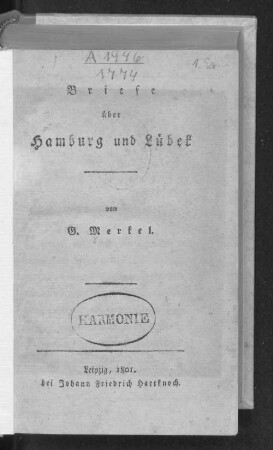 A 1446
1774
Briefe
über
Hamburg und Lübek
von
G. Merkel.
HARMONIE
Leipzig, 1801.
bei Johann Friedrich Hartknoch.